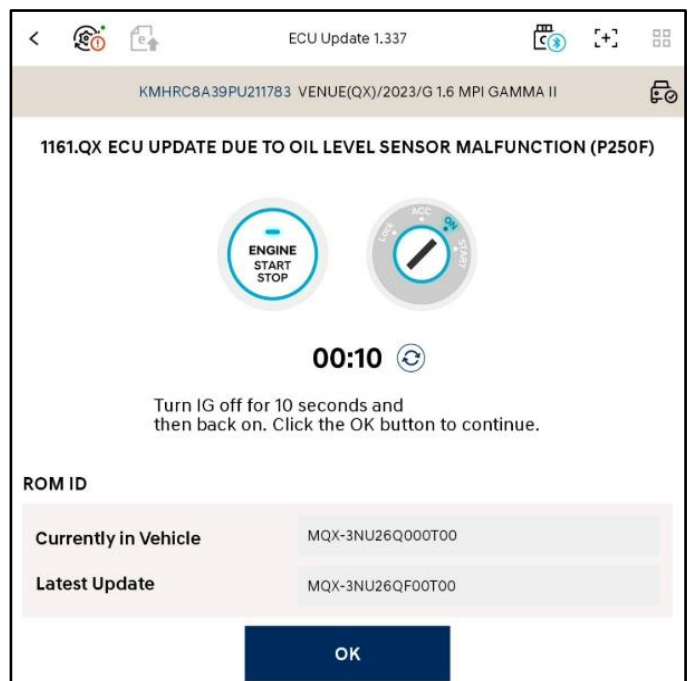 ECU Update 1.337
KMHRC8A39PU211783 VENUE(QX)/2023/G 1.6 MPI GAMMA II
1161.QX ECU UPDATE DUE TO OIL LEVEL SENSOR MALFUNCTION (P250F)
ENGINE
START
STOP
Lock
ACC
ON
START
00:10
Turn IG off for 10 seconds and
then back on. Click the OK button to continue.
ROM ID
Currently in Vehicle MQX-3NU26Q000T00
Latest Update MQX-3NU26QF00T00
OK